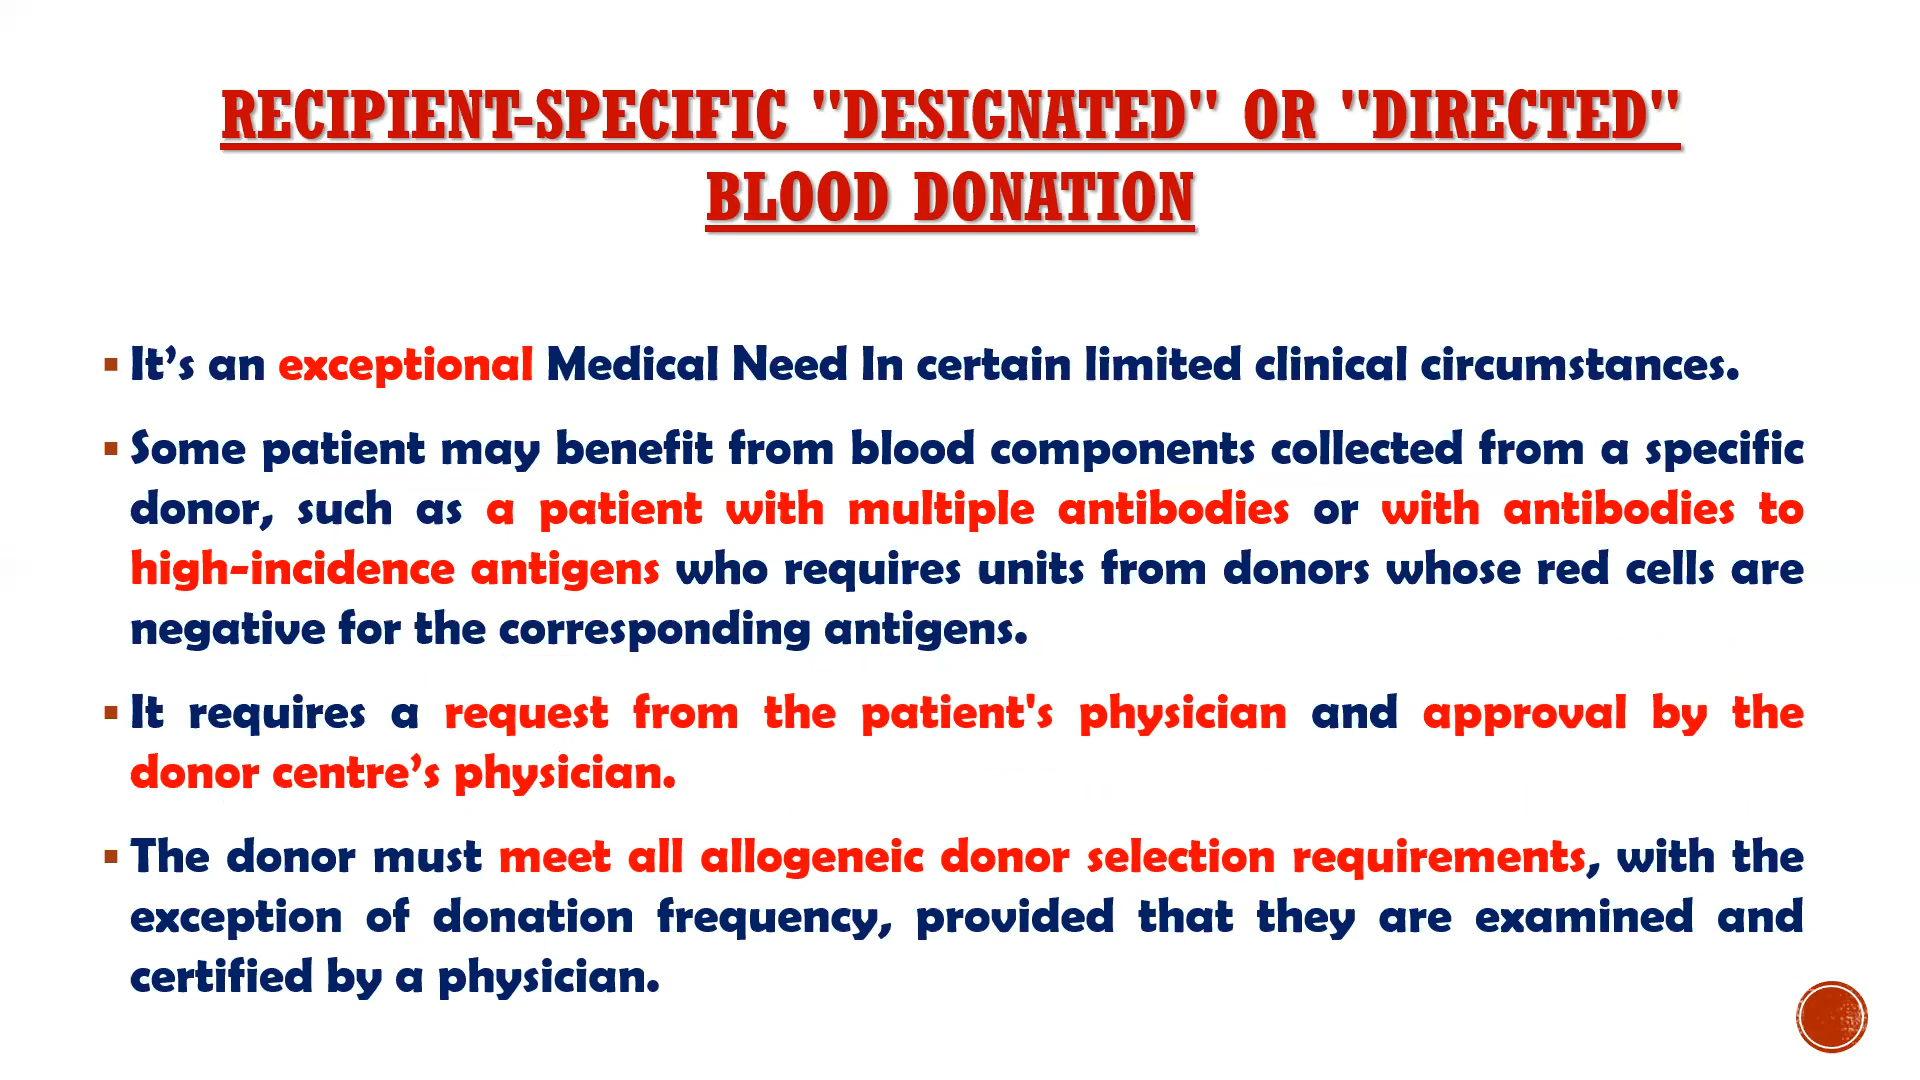 RECIPIENT-SPECIFIC "DESIGNATED" OR "DIRECTED"
BLOOD DONATION
▪ It’s an exceptional Medical Need In certain limited clinical circumstances.
▪ Some patient may benefit from blood components collected from a specific
donor, such as a patient with multiple antibodies or with antibodies to
high-incidence antigens who requires units from donors whose red cells are
negative for the corresponding antigens.
▪ It requires a request from the patient's physician and approval by the
donor centre’s physician.
▪ The donor must meet all allogeneic donor selection requirements, with the
exception of donation frequency, provided that they are examined and
certified by a physician.